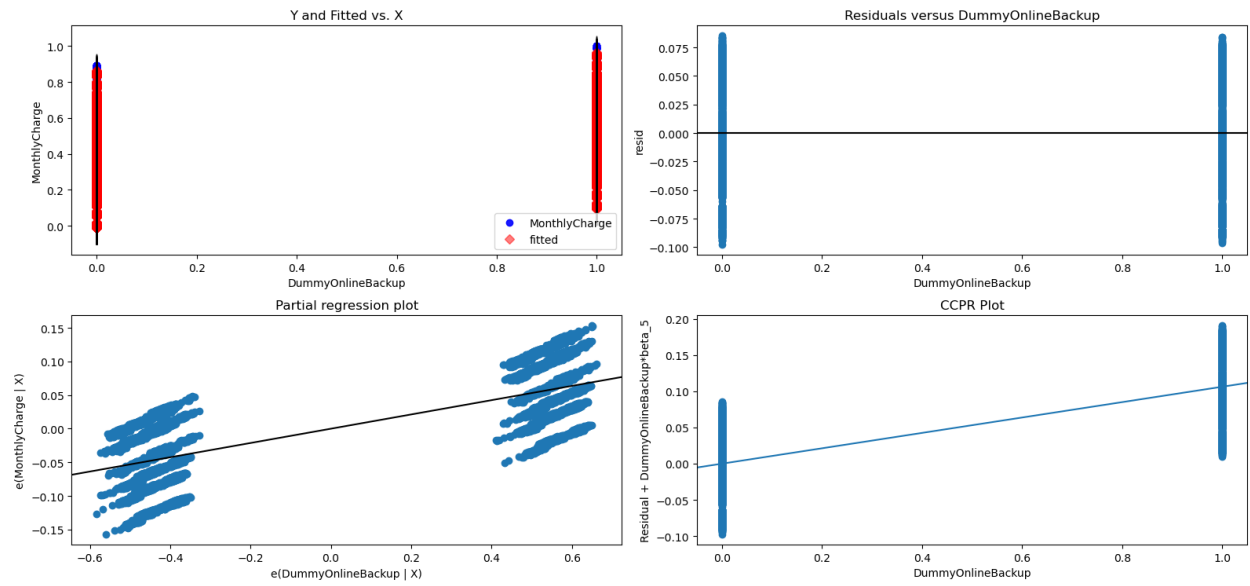 Y and Fitted vs. X
MonthlyCharge
1.0
0.8
0.6
0.4
0.2
0.0
0.0 0.2 0.4 0.6 0.8 1.0
DummyOnlineBackup
MonthlyCharge
fitted
Residuals versus DummyOnlineBackup
resid
0.075
0.050
0.025
0.000
−0.025
−0.050
−0.075
−0.100
0.0 0.2 0.4 0.6 0.8 1.0
DummyOnlineBackup
Partial regression plot
e(MonthlyCharge | X)
0.15
0.10
0.05
0.00
−0.05
−0.10
−0.15
−0.6 −0.4 −0.2 0.0 0.2 0.4 0.6
e(DummyOnlineBackup | X)
CCPR Plot
Residual + DummyOnlineBackup*beta_5
0.20
0.15
0.10
0.05
0.00
−0.05
−0.10
0.0 0.2 0.4 0.6 0.8 1.0
DummyOnlineBackup